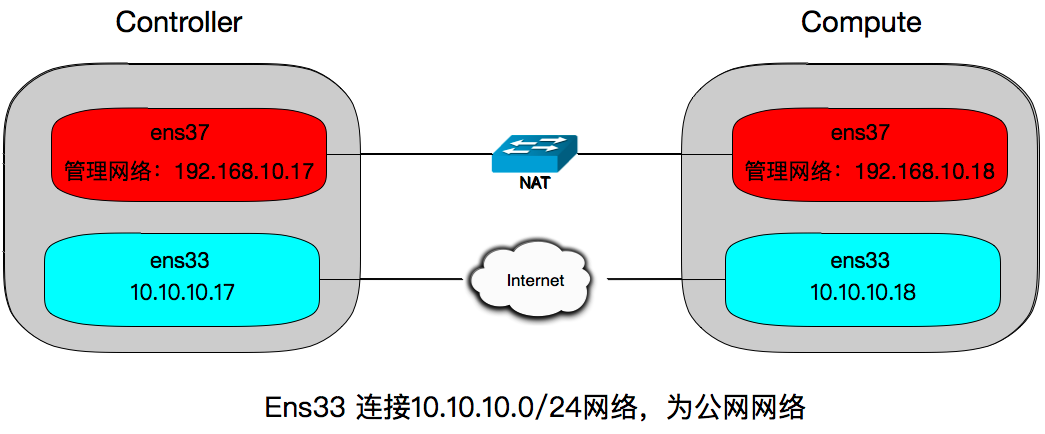 Controller
Compute
ens37
管理网络：192.168.10.17
ens37
管理网络：192.168.10.18
NAT
ens33
10.10.10.17
Internet
ens33
10.10.10.18
Ens33 连接10.10.10.0/24网络，为公网网络